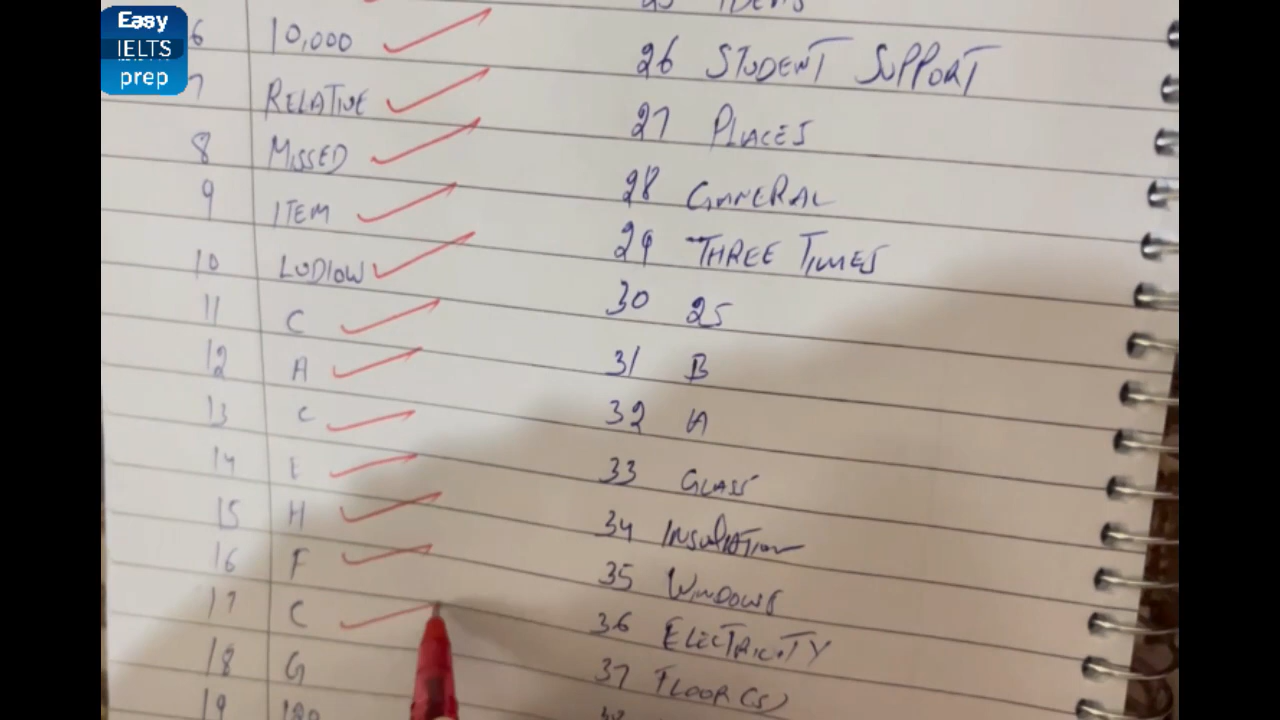 Easy
IELTS
prep
6 10,000
7 RELATIVE
8 MISSED
9 ITEM
10 LUDLOW
11 C
12 A
13 C
14 E
15 H
16 F
17 C
18 G
19
26 STUDENT SUPPORT
27 PLACES
28 GENERAL
29 THREE TIMES
30 25
31 B
32 A
33 GLASS
34 INSULATION
35 WINDOWS
36 ELECTRICITY
37 FLOOR(S)